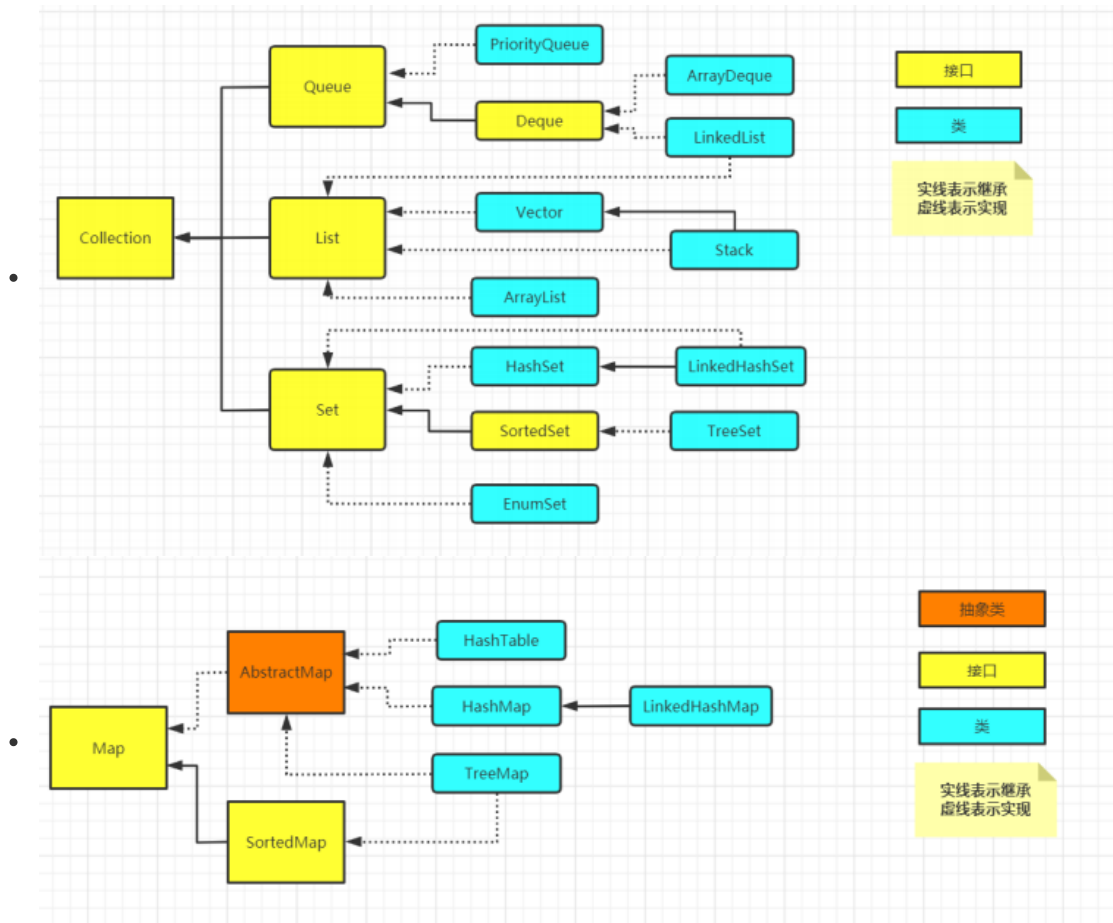 PriorityQueue
Queue
ArrayDeque
接口
Deque
LinkedList
类
实线表示继承
虚线表示实现
Collection
List
Vector
Stack
ArrayList
HashSet
LinkedHashSet
Set
SortedSet
TreeSet
EnumSet
抽象类
HashTable
AbstractMap
接口
HashMap
LinkedHashMap
类
Map
TreeMap
实线表示继承
虚线表示实现
SortedMap